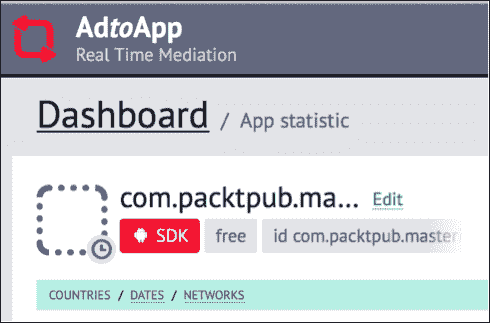 AdtoApp
Real Time Mediation
Dashboard / App statistic
com.packtpub.ma... Edit
SDK free id com.packtpub.master
COUNTRIES / DATES / NETWORKS